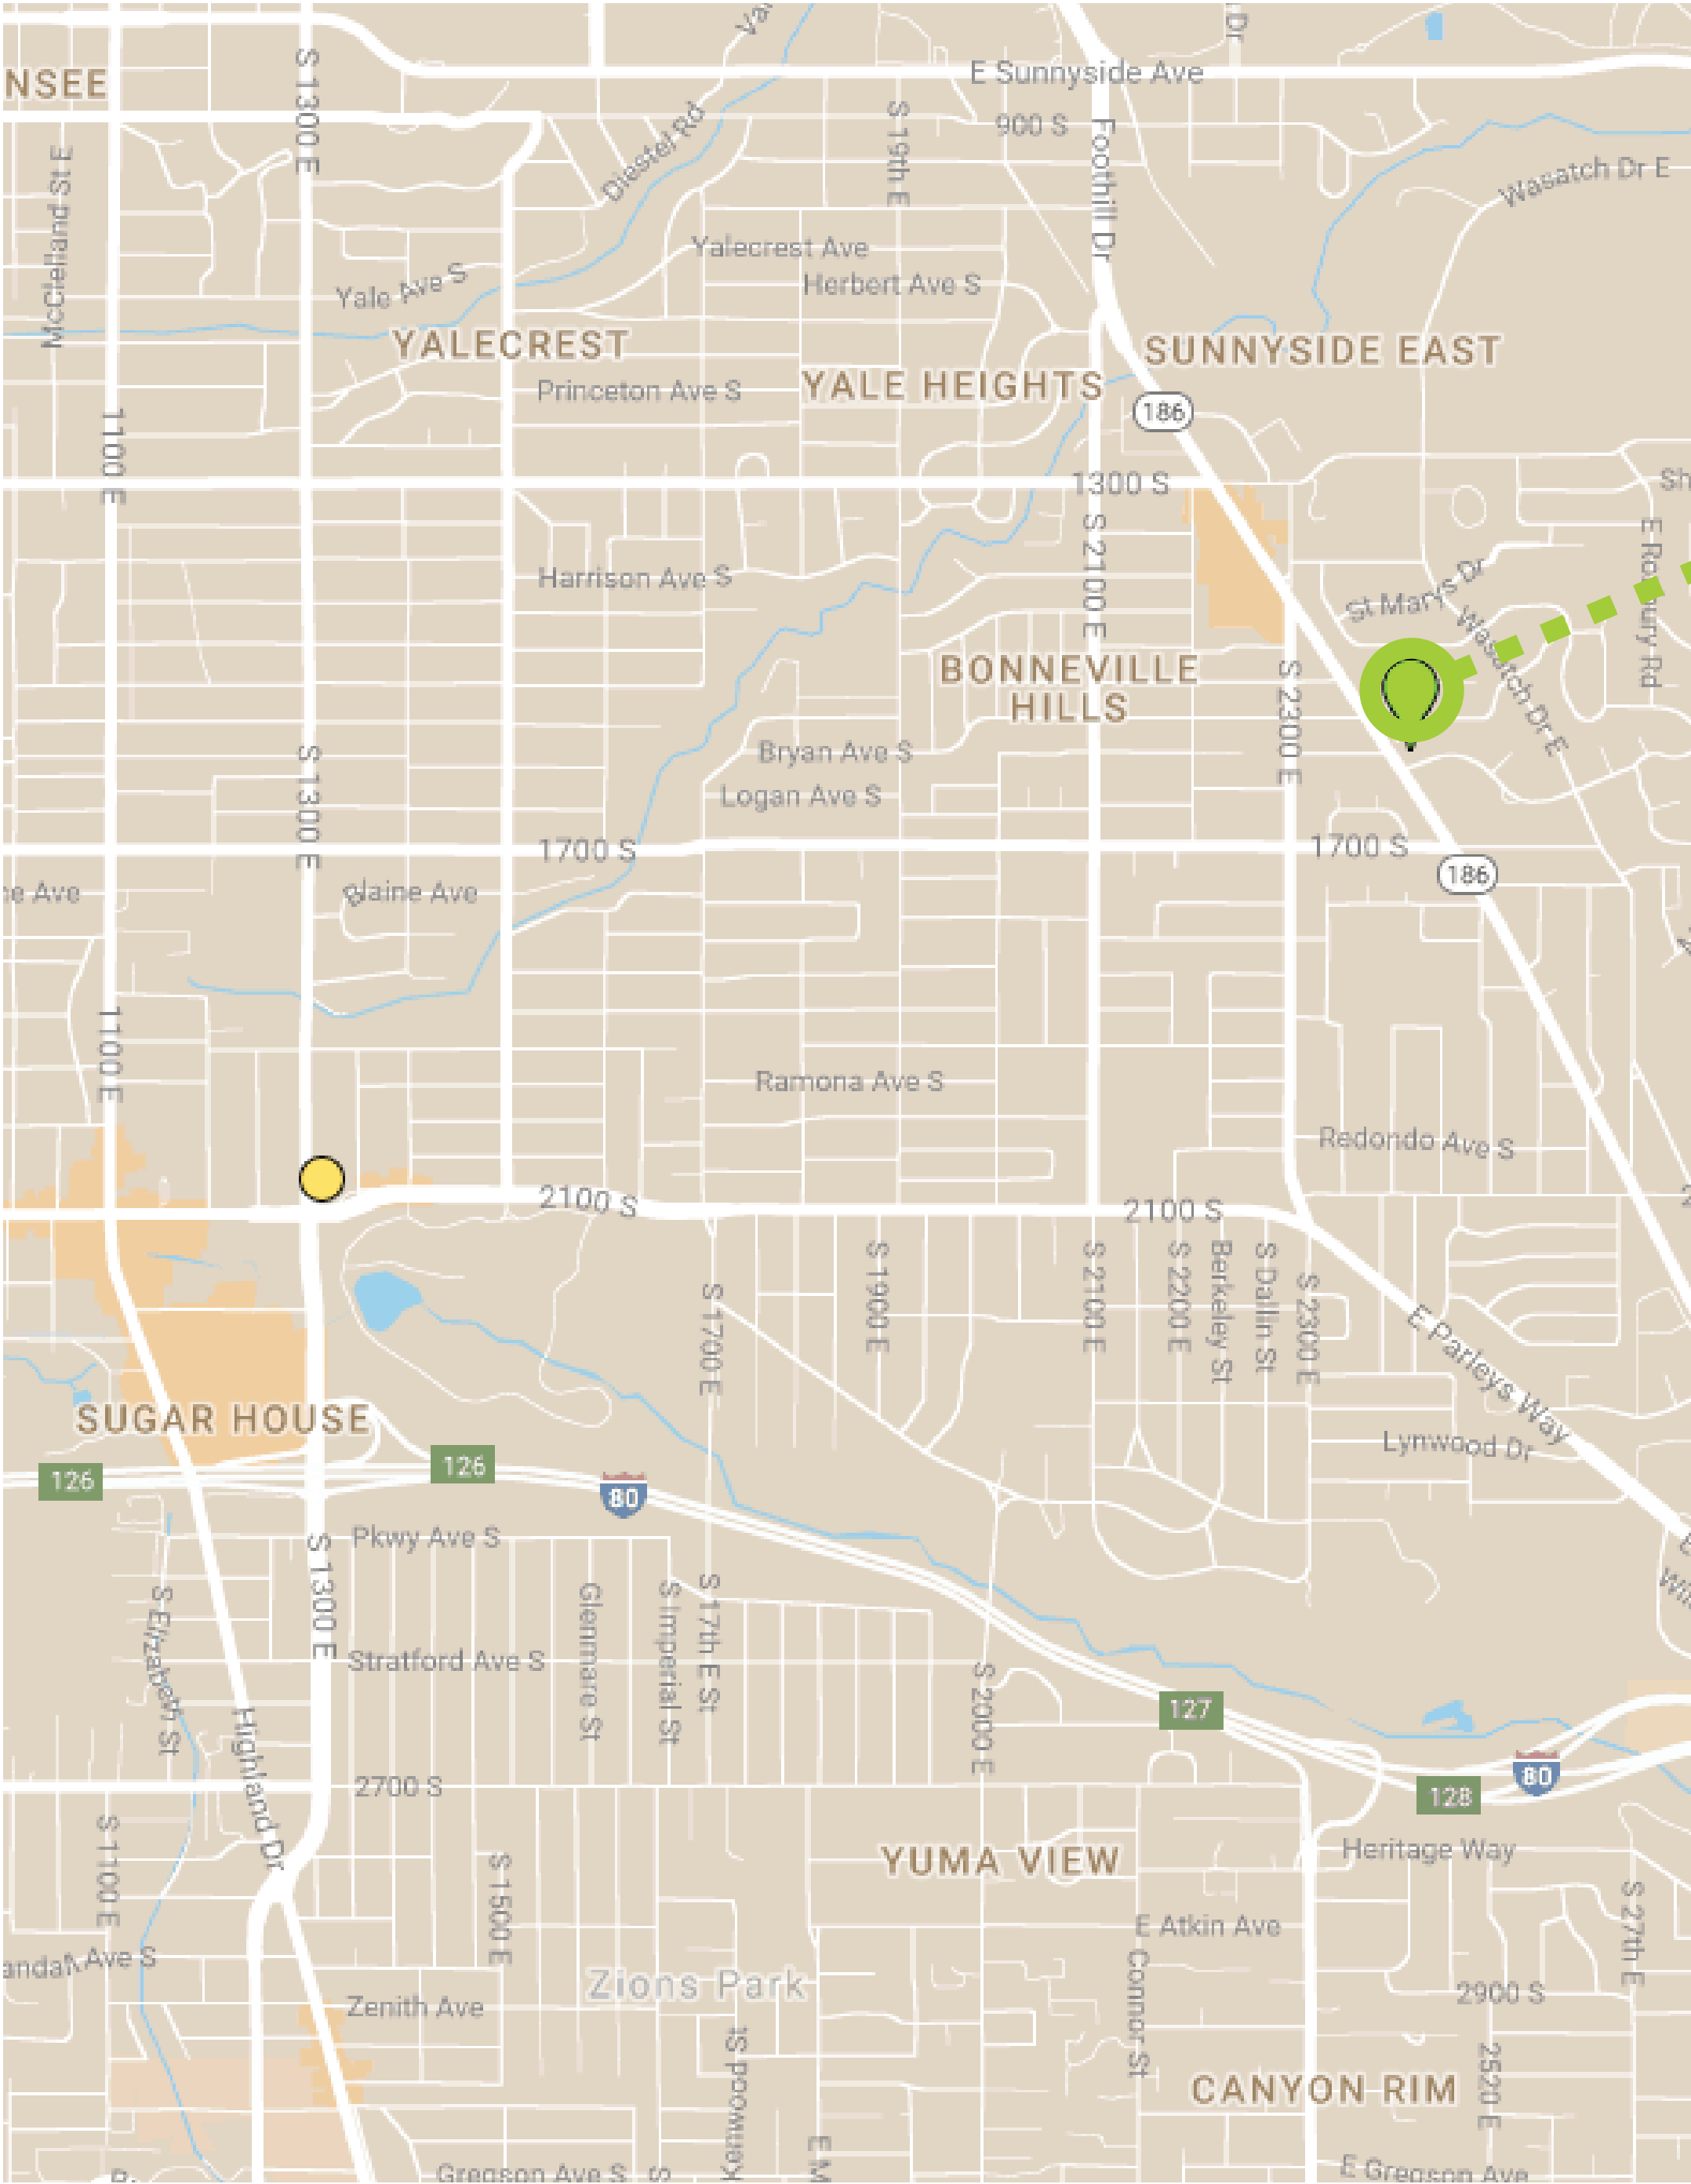 E Sunnyside Ave
NSEE
S 1300 E
900 S
Diestel Rd
S 19th E
Foothill Dr
Dr
McClelland St E
Wasatch Dr E
Yalecrest Ave
Herbert Ave S
Yale Ave S
YALECREST
SUNNYSIDE EAST
Princeton Ave S
YALE HEIGHTS
186
1100 E
1300 S
S 2100 E
Harrison Ave S
St Marys Dr
Wasatch Dr E
BONNEVILLE
HILLS
S 2300 E
Bryan Ave S
S 1300 E
Logan Ave S
1700 S
1700 S
186
Blaine Ave
1100 E
Ramona Ave S
Redondo Ave S
2100 S
2100 S
S 1700 E
S 1900 E
S 2100 E
S 2200 E
Berkeley St
S Dallin St
S 2300 E
E Parleys Way
SUGAR HOUSE
Lynwood Dr
126
126
80
Pkwy Ave S
S 1300 E
S Elizabeth St
Glenmare St
S Imperial St
S 17th E St
Stratford Ave S
S 2000 E
Highland Dr
127
80
128
2700 S
S 1100 E
S 1500 E
YUMA VIEW
Heritage Way
S 27th E
E Atkin Ave
Connor St
Ave S
Zions Park
Zenith Ave
2900 S
Kenwood St
2520 E
CANYON RIM
E M
Gregson Ave S
S
E Gregson Ave